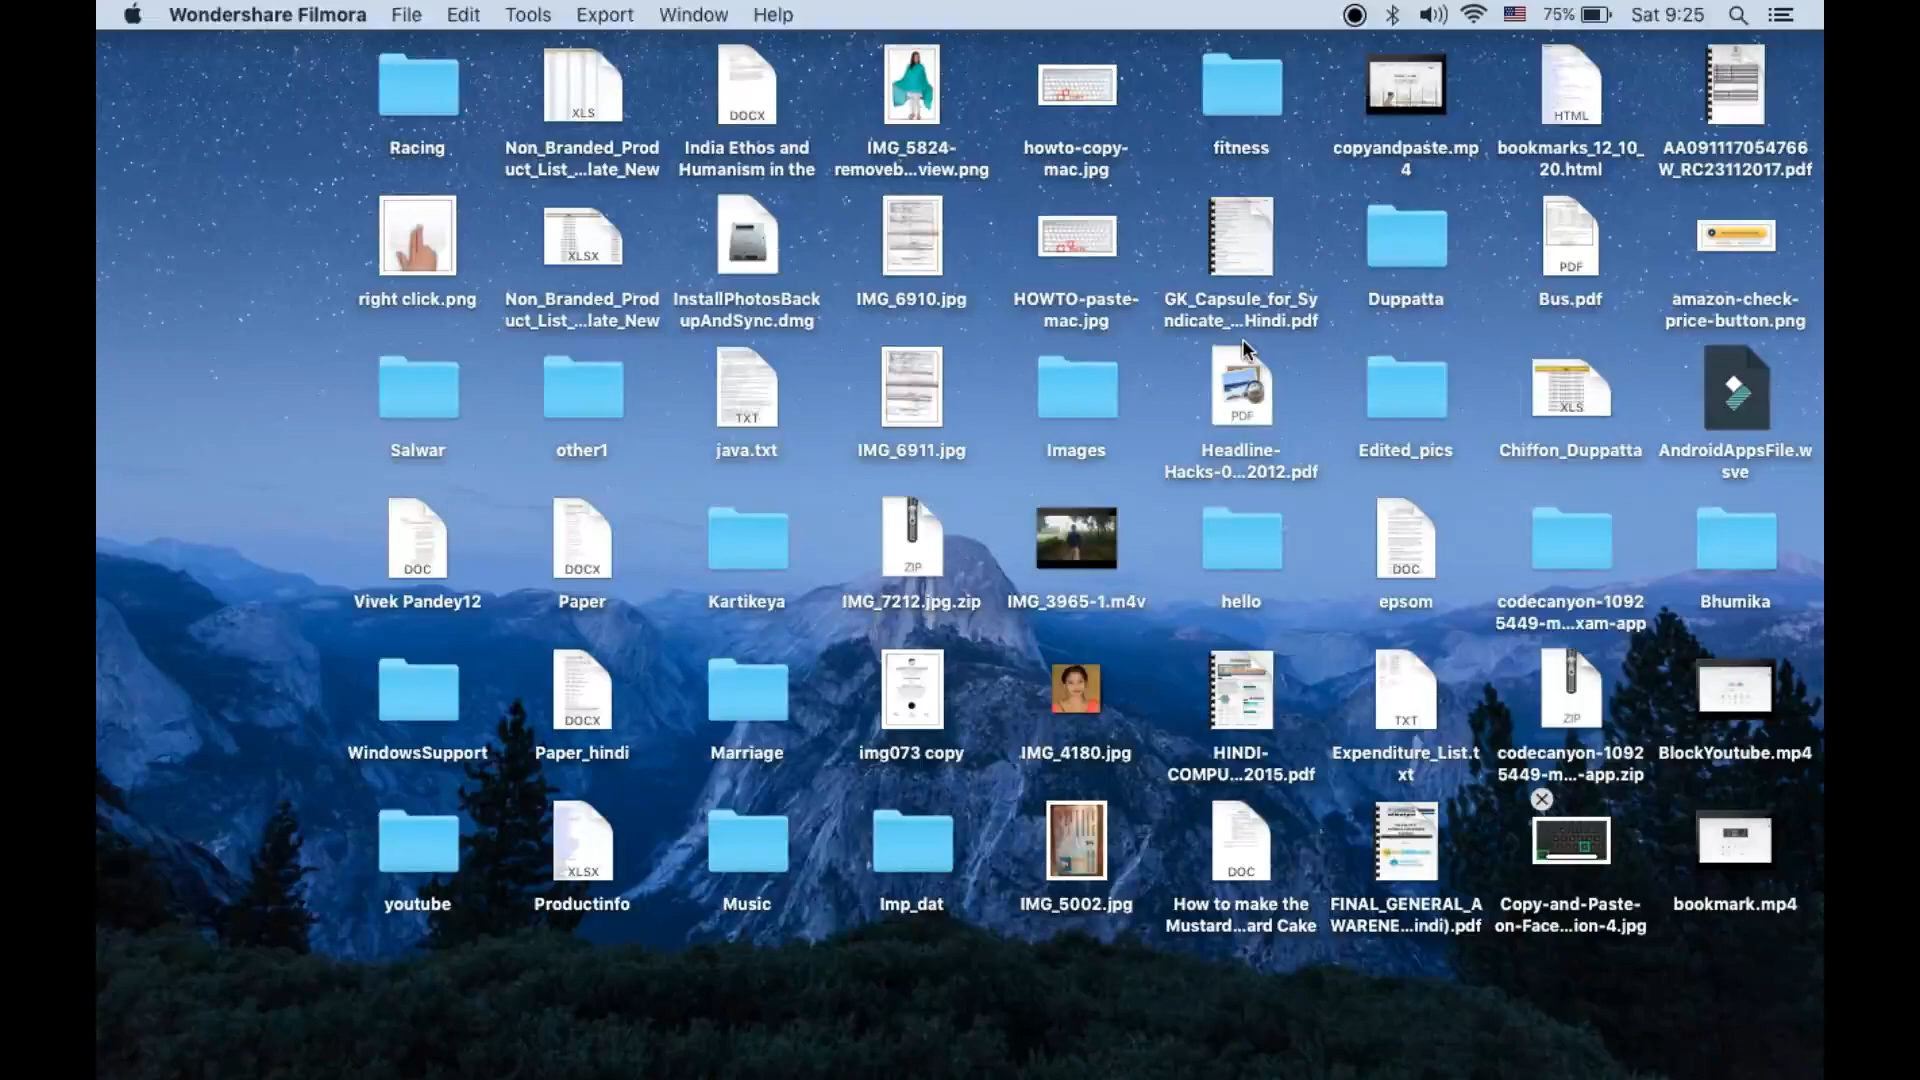 Wondershare Filmora File Edit Tools Export Window Help 75% Sat 9:25
Racing
XLS
Non_Branded_Prod
uct_List_...late_New
DOCX
India Ethos and
Humanism in the
IMG_5824-
removeb...view.png
howto-copy-
mac.jpg
fitness
copyandpaste.mp
4
HTML
bookmarks_12_10_
20.html
AA091117054766
W_RC23112017.pdf
right click.png
XLSX
Non_Branded_Prod
uct_List_...late_New
InstallPhotosBack
upAndSync.dmg
IMG_6910.jpg
HOWTO-paste-
mac.jpg
GK_Capsule_for_Sy
ndicate_...Hindi.pdf
Duppatta
PDF
Bus.pdf
amazon-check-
price-button.png
Salwar
other1
TXT
java.txt
IMG_6911.jpg
Images
PDF
Headline-
Hacks-0...2012.pdf
Edited_pics
XLS
Chiffon_Duppatta
AndroidAppsFile.w
sve
DOC
Vivek Pandey12
DOCX
Paper
Kartikeya
ZIP
IMG_7212.jpg.zip
IMG_3965-1.m4v
hello
DOC
epsom
codecanyon-1092
5449-m...xam-app
Bhumika
WindowsSupport
DOCX
Paper_hindi
Marriage
img073 copy
IMG_4180.jpg
HINDI-
COMPU...2015.pdf
TXT
Expenditure_List.t
xt
ZIP
codecanyon-1092
5449-m...-app.zip
BlockYoutube.mp4
youtube
XLSX
Productinfo
Music
Imp_dat
IMG_5002.jpg
DOC
How to make the
Mustard...ard Cake
FINAL_GENERAL_A
WARENE...indi).pdf
Copy-and-Paste-
on-Face...ion-4.jpg
bookmark.mp4